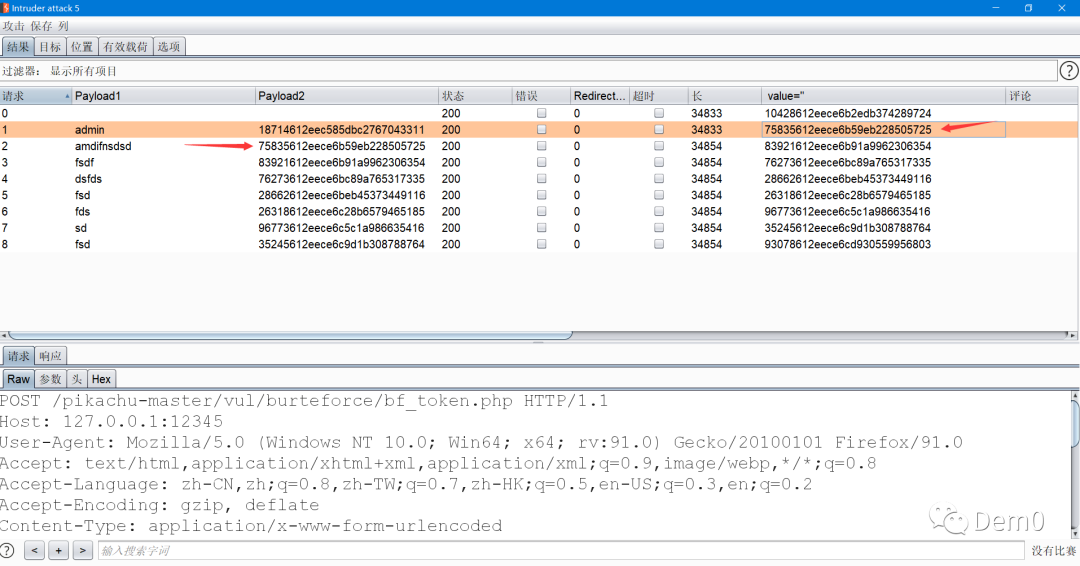 Intruder attack 5
攻击 保存 列
结果 目标 位置 有效载荷 选项
过滤器： 显示所有项目 ?
请求 Payload1 Payload2 状态 错误 Redirect... 超时 长 value=" 评论
0 200 0 34833 10428612eece6b2edb374289724
1 admin 18714612eec585dbc2767043311 200 0 34833 75835612eece6b59eb228505725
2 amdifnsdsd 75835612eece6b59eb228505725 200 0 34854 83921612eece6b91a9962306354
3 fsdf 83921612eece6b91a9962306354 200 0 34854 76273612eece6bc89a765317335
4 dsfds 76273612eece6bc89a765317335 200 0 34854 28662612eece6beb45373449116
5 fsd 28662612eece6beb45373449116 200 0 34854 26318612eece6c28b6579465185
6 fds 26318612eece6c28b6579465185 200 0 34854 96773612eece6c5c1a986635416
7 sd 96773612eece6c5c1a986635416 200 0 34854 35245612eece6c9d1b308788764
8 fsd 35245612eece6c9d1b308788764 200 0 34854 93078612eece6cd930559956803
请求 响应
Raw 参数 头 Hex
POST /pikachu-master/vul/burteforce/bf_token.php HTTP/1.1
Host: 127.0.0.1:12345
User-Agent: Mozilla/5.0 (Windows NT 10.0; Win64; x64; rv:91.0) Gecko/20100101 Firefox/91.0
Accept: text/html,application/xhtml+xml,application/xml;q=0.9,image/webp,*/*;q=0.8
Accept-Language: zh-CN,zh;q=0.8,zh-TW;q=0.7,zh-HK;q=0.5,en-US;q=0.3,en;q=0.2
Accept-Encoding: gzip, deflate
Content-Type: application/x-www-form-urlencoded
Dem0
? < + > 输入搜索字词 没有比赛